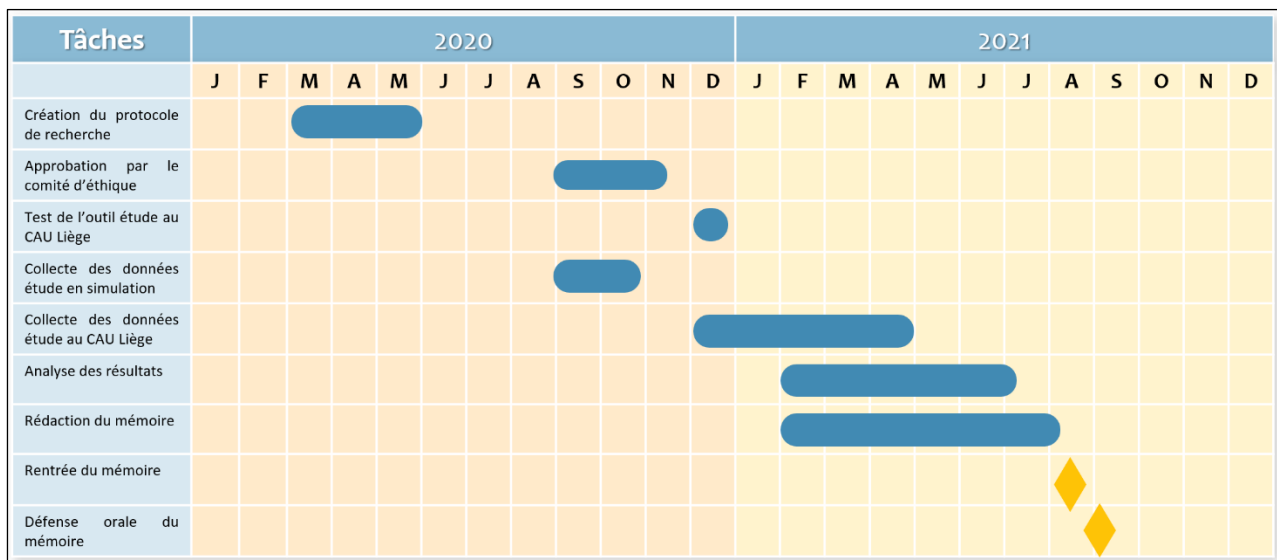 Tâches 2020 2021
J F M A M J J A S O N D J F M A M J J A S O N D
Création du protocole
de recherche
Approbation par le
comité d'éthique
Test de l'outil étude au
CAU Liège
Collecte des données
étude en simulation
Collecte des données
étude au CAU Liège
Analyse des résultats
Rédaction du mémoire
Rentrée du mémoire
Défense orale du
mémoire